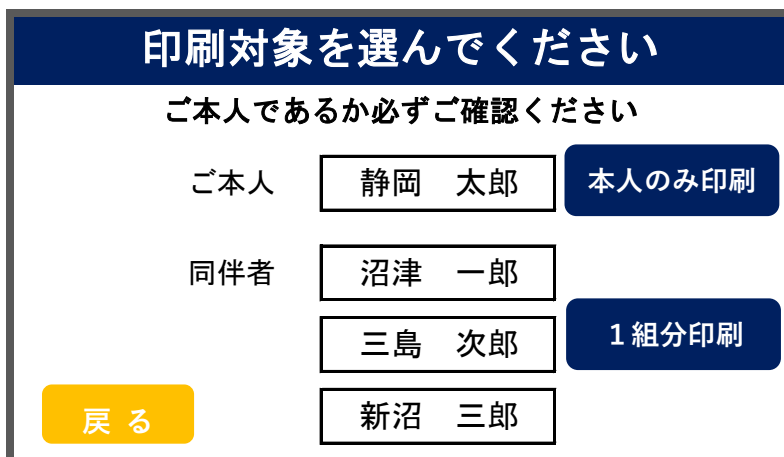 印刷対象を選んでください
ご本人であるか必ずご確認ください
ご本人 静岡 太郎 本人のみ印刷
同伴者 沼津 一郎
三島 次郎 1組分印刷
新沼 三郎
戻る